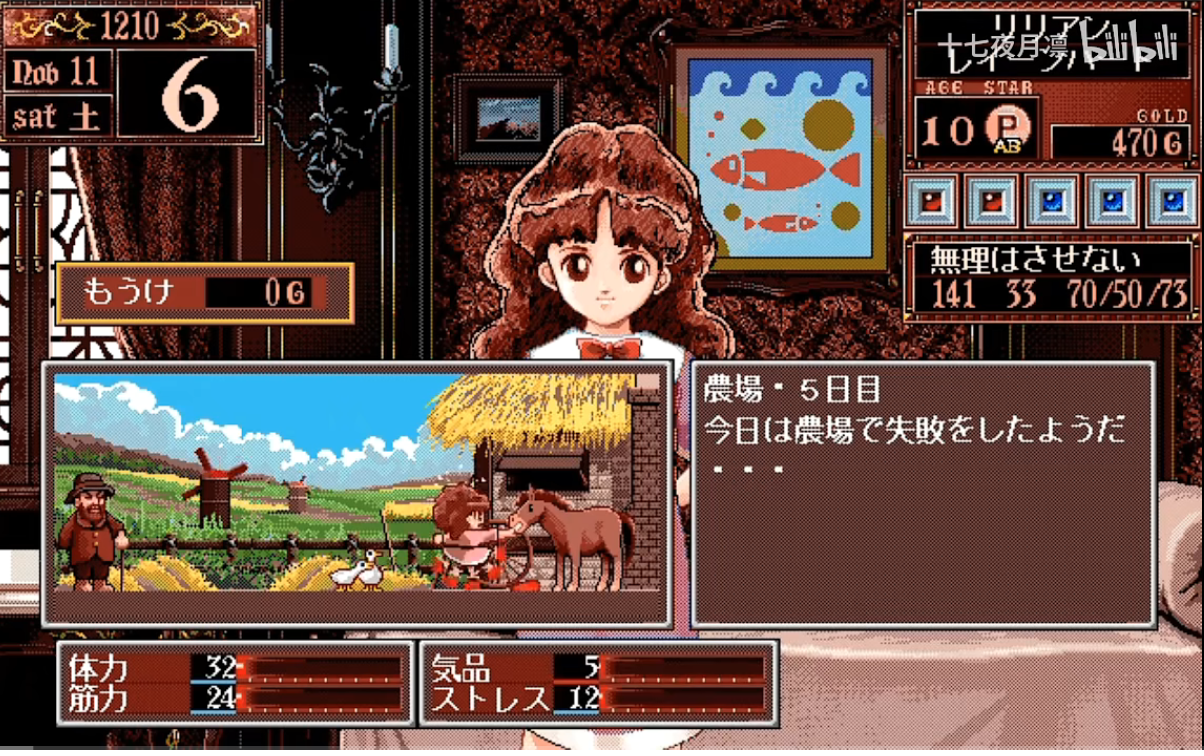 1210
Nob 11
sat 土
6
リリアン
十七夜月凛 bilibili
AGE STAR
10 P AB
GOLD
470G
無理はさせない
141 33 70/50/73
もうけ 0G
農場・5日目
今日は農場で失敗をしたようだ
・・・
体力 32
筋力 24
気品 5
ストレス 12